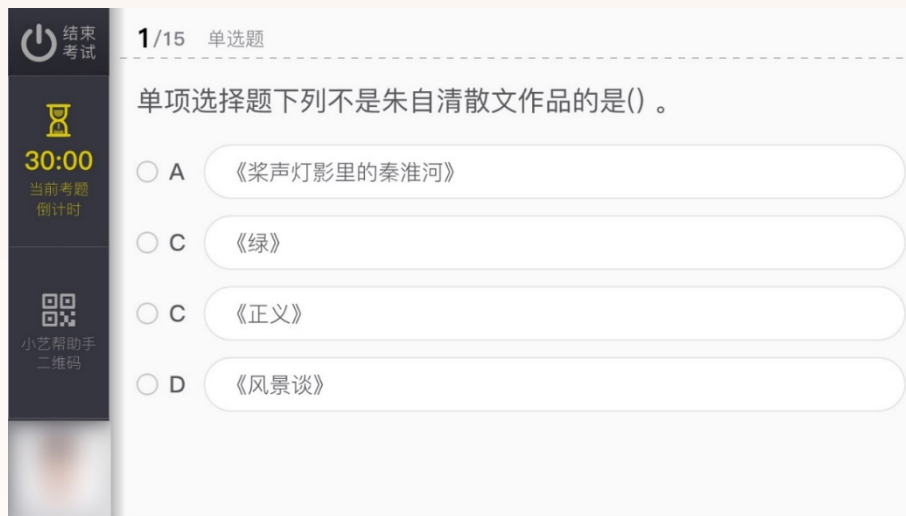 结束
考试
30:00
当前考题
倒计时
小艺帮助手
二维码
1/15 单选题
单项选择题下列不是朱自清散文作品的是() 。
A 《桨声灯影里的秦淮河》
C 《绿》
C 《正义》
D 《风景谈》